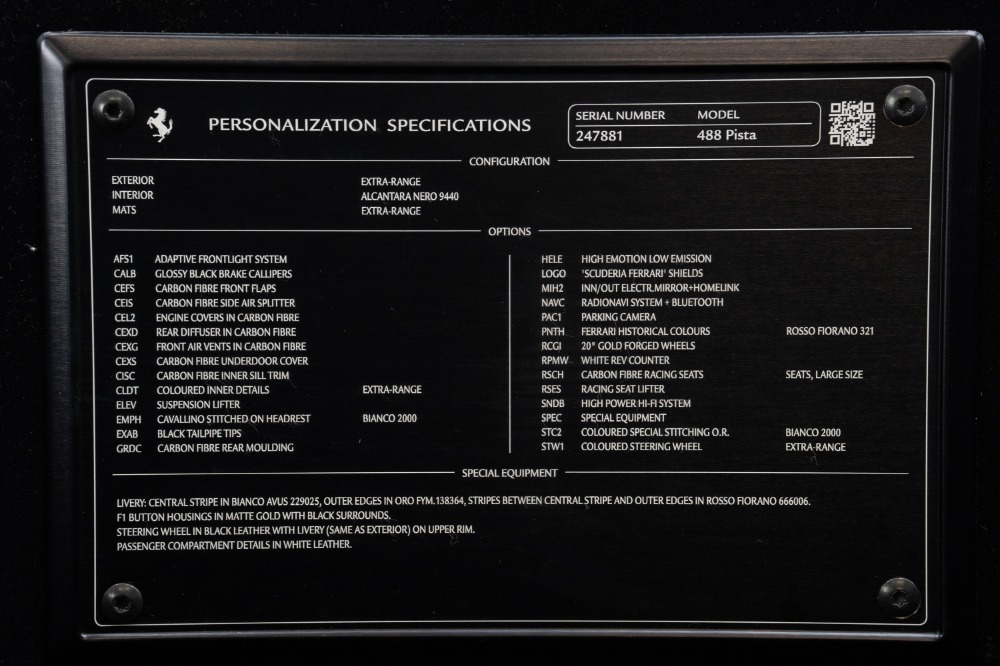 PERSONALIZATION SPECIFICATIONS
SERIAL NUMBER MODEL
247881 488 Pista
CONFIGURATION
EXTERIOR EXTRA-RANGE
INTERIOR ALCANTARA NERO 9440
MATS EXTRA-RANGE
OPTIONS
AFS1 ADAPTIVE FRONTLIGHT SYSTEM
CALB GLOSSY BLACK BRAKE CALLIPERS
CEFS CARBON FIBRE FRONT FLAPS
CEIS CARBON FIBRE SIDE AIR SPLITTER
CEL2 ENGINE COVERS IN CARBON FIBRE
CEXD REAR DIFFUSER IN CARBON FIBRE
CEXG FRONT AIR VENTS IN CARBON FIBRE
CEXS CARBON FIBRE UNDERDOOR COVER
CISC CARBON FIBRE INNER SILL TRIM
CLDT COLOURED INNER DETAILS EXTRA-RANGE
ELEV SUSPENSION LIFTER
EMPH CAVALLINO STITCHED ON HEADREST BIANCO 2000
EXAB BLACK TAILPIPE TIPS
GRDC CARBON FIBRE REAR MOULDING
HELE HIGH EMOTION LOW EMISSION
LOGO 'SCUDERIA FERRARI' SHIELDS
MIH2 INN/OUT ELECTR.MIRROR+HOMELINK
NAVC RADIONAVI SYSTEM + BLUETOOTH
PAC1 PARKING CAMERA
PNTH FERRARI HISTORICAL COLOURS ROSSO FIORANO 321
RCGI 20" GOLD FORGED WHEELS
RPMW WHITE REV COUNTER
RSCH CARBON FIBRE RACING SEATS SEATS, LARGE SIZE
RSES RACING SEAT LIFTER
SNDB HIGH POWER HI-FI SYSTEM
SPEC SPECIAL EQUIPMENT
STC2 COLOURED SPECIAL STITCHING O.R. BIANCO 2000
STW1 COLOURED STEERING WHEEL EXTRA-RANGE
SPECIAL EQUIPMENT
LIVERY: CENTRAL STRIPE IN BIANCO AVUS 229025, OUTER EDGES IN ORO FYM.138364, STRIPES BETWEEN CENTRAL STRIPE AND OUTER EDGES IN ROSSO FIORANO 666006.
F1 BUTTON HOUSINGS IN MATTE GOLD WITH BLACK SURROUNDS.
STEERING WHEEL IN BLACK LEATHER WITH LIVERY (SAME AS EXTERIOR) ON UPPER RIM.
PASSENGER COMPARTMENT DETAILS IN WHITE LEATHER.